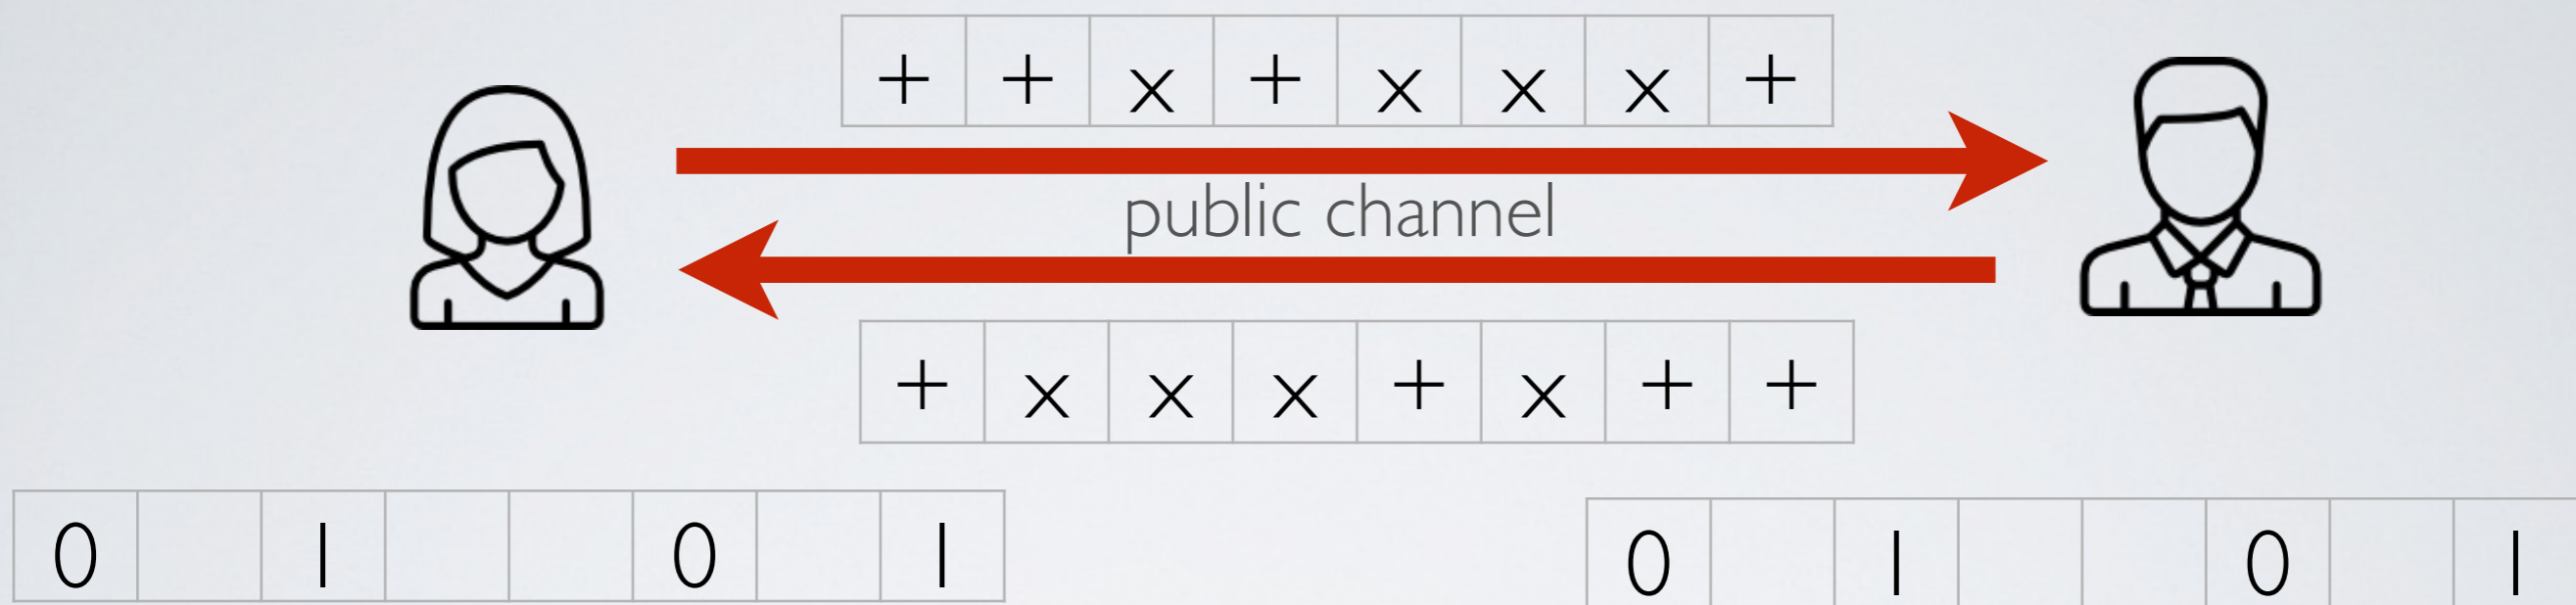 + + x + x x x +
public channel
+ x x x + x + +
0 1 0 1 0 1 0 1